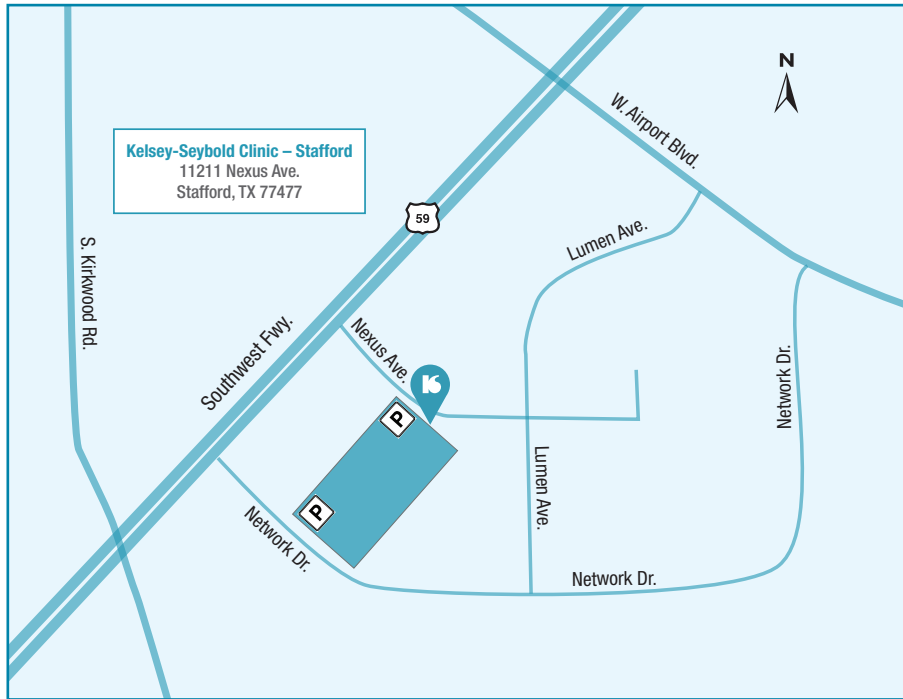 N
W. Airport Blvd.
Kelsey-Seybold Clinic – Stafford
11211 Nexus Ave.
Stafford, TX 77477
59
Lumen Ave.
S. Kirkwood Rd.
Southwest Fwy.
Nexus Ave.
Network Dr.
P
Lumen Ave.
P
Network Dr.
Network Dr.